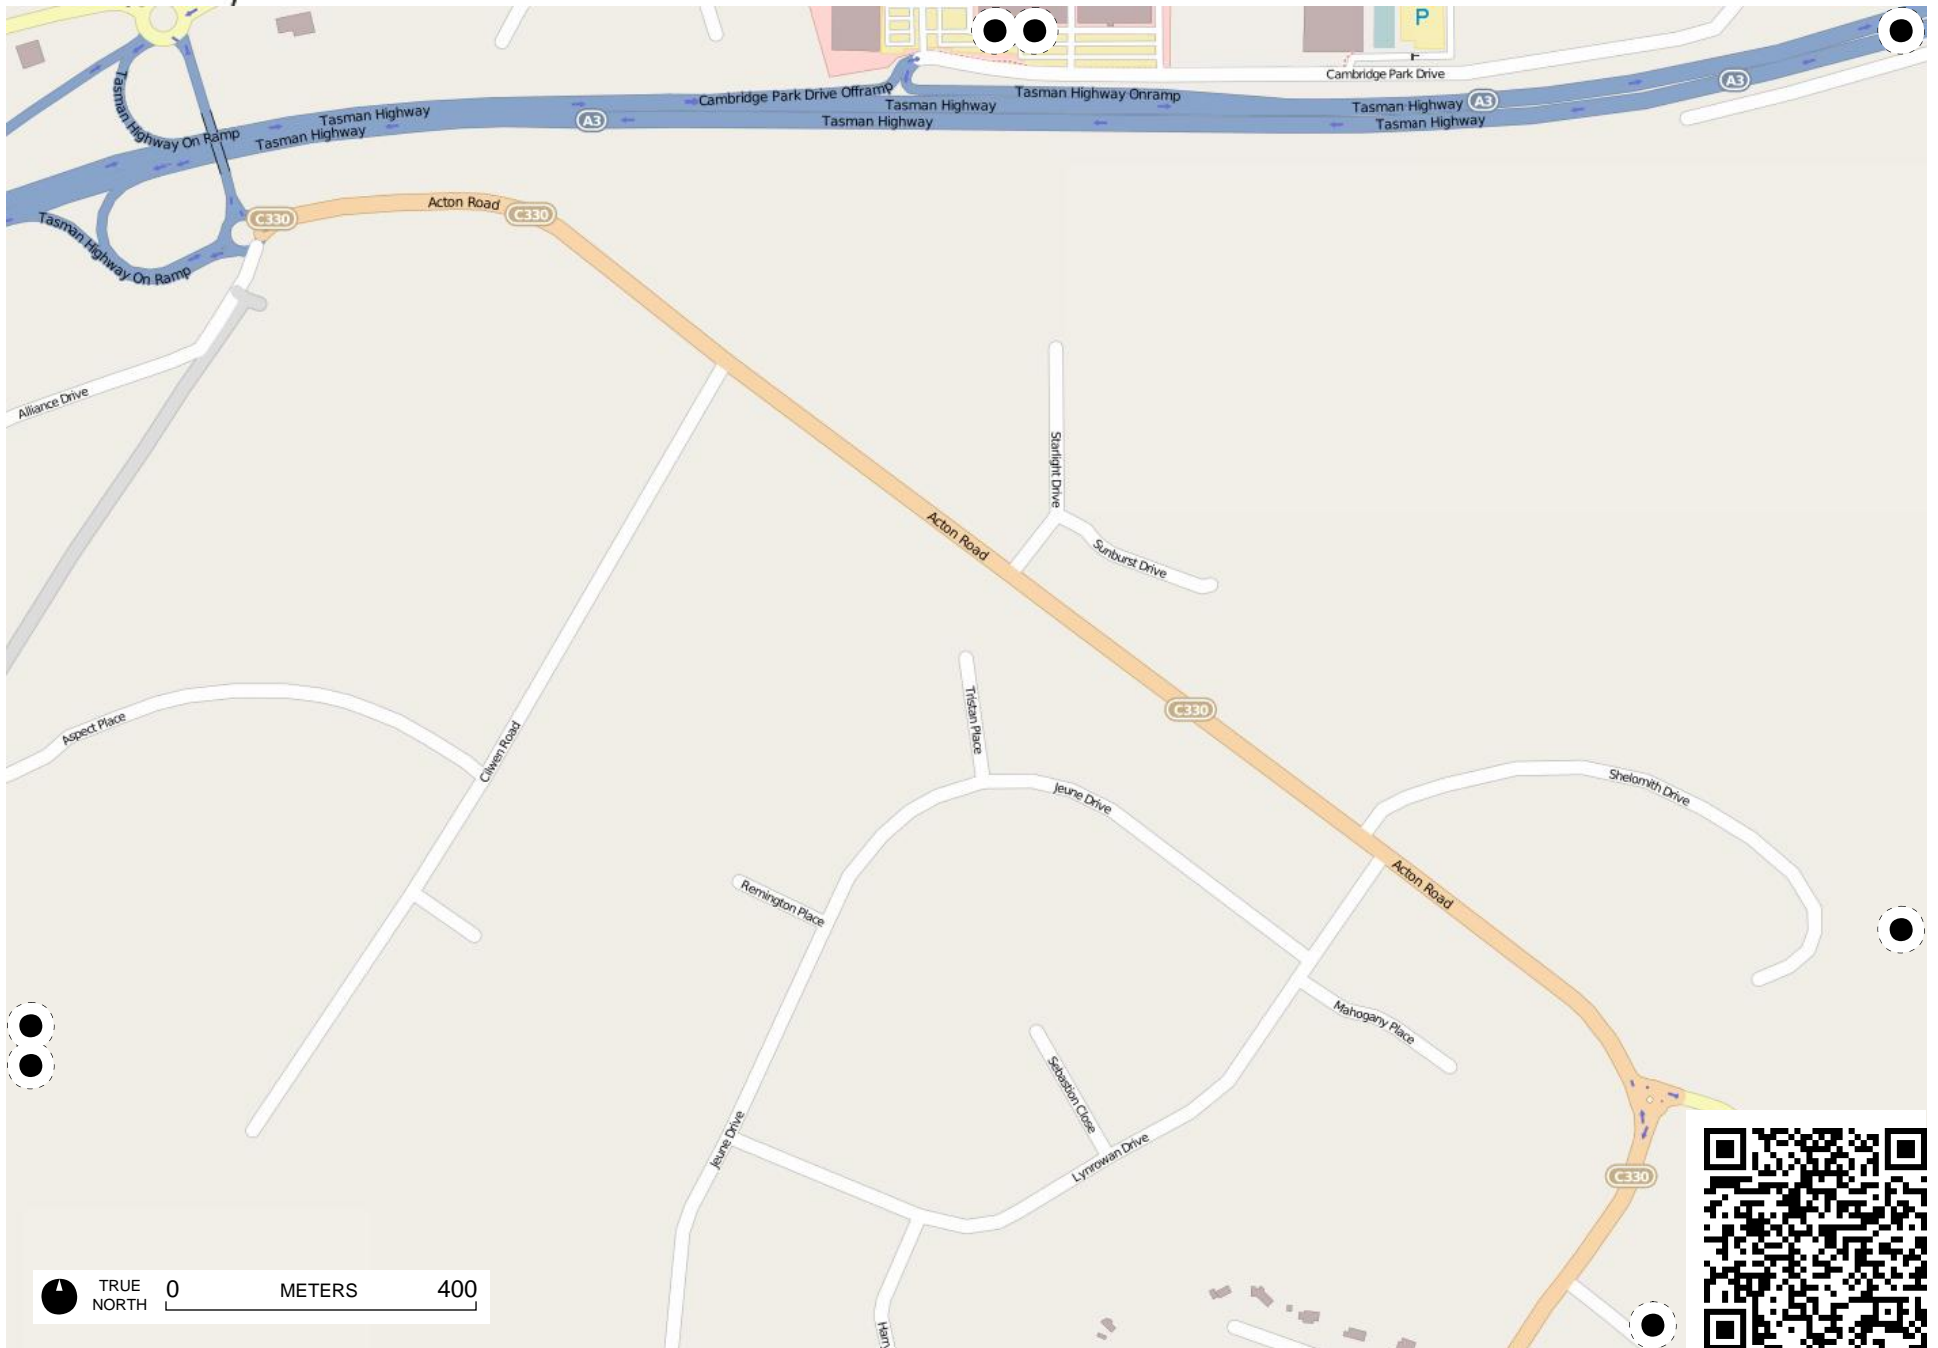 P
Cambridge Park Drive
A3
Tasman Highway On Ramp
Tasman Highway
Cambridge Park Drive Offramp
Tasman Highway
Tasman Highway Onramp
Tasman Highway
A3
Tasman Highway
A3
Tasman Highway
Tasman Highway
Acton Road
C330
C330
Tasman Highway On Ramp
Alliance Drive
Starlight Drive
Acton Road
Sunburst Drive
Tristan Place
C330
Aspect Place
Cilwen Road
Jeune Drive
Shelomith Drive
Remington Place
Acton Road
Mahogany Place
Sebastion Close
Jeune Drive
Lynrowan Drive
C330
TRUE NORTH
0 METERS 400